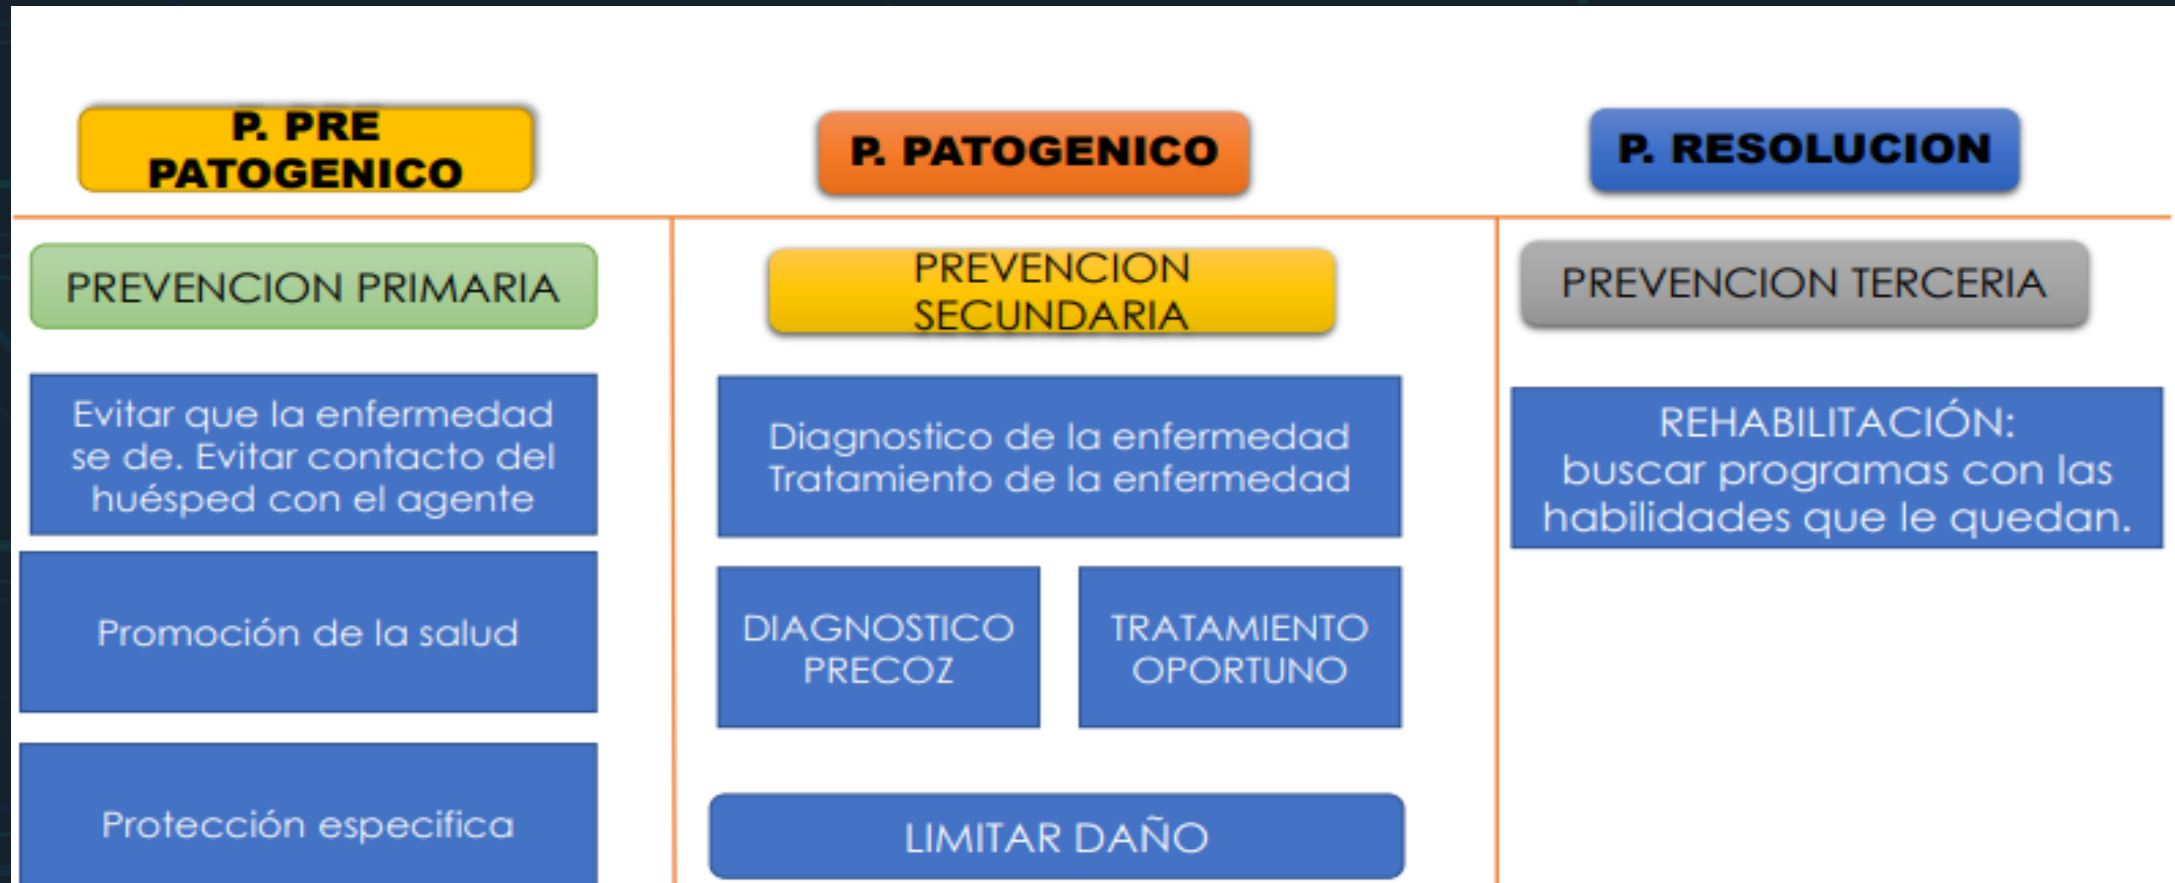 P. PRE
PATOGENICO
P. PATOGENICO
P. RESOLUCION
PREVENCION PRIMARIA
PREVENCION
SECUNDARIA
PREVENCION TERCERIA
Evitar que la enfermedad
se de. Evitar contacto del
huésped con el agente
Promoción de la salud
Protección especifica
Diagnostico de la enfermedad
Tratamiento de la enfermedad
DIAGNOSTICO
PRECOZ
TRATAMIENTO
OPORTUNO
LIMITAR DAÑO
REHABILITACIÓN:
buscar programas con las
habilidades que le quedan.